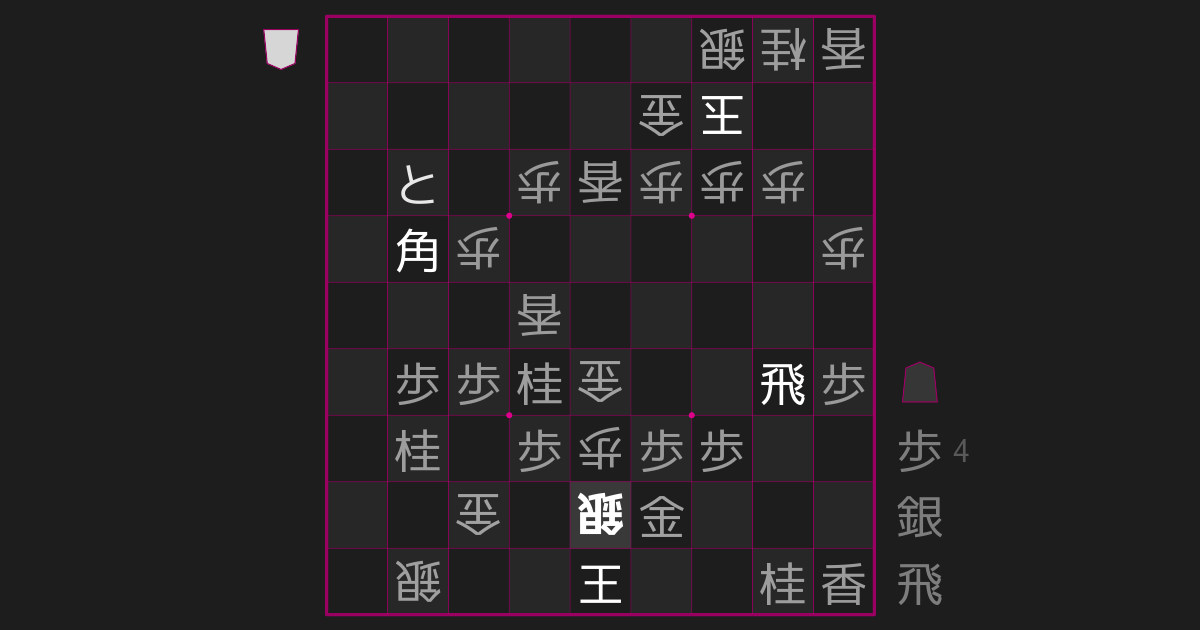 銀 桂 香
金 王
と 歩 香 歩 歩 歩
角 歩 歩
香
歩 歩 桂 金 飛 歩
桂 歩 歩 歩 歩 歩 4
金 銀 金 銀
銀 王 桂 香 飛